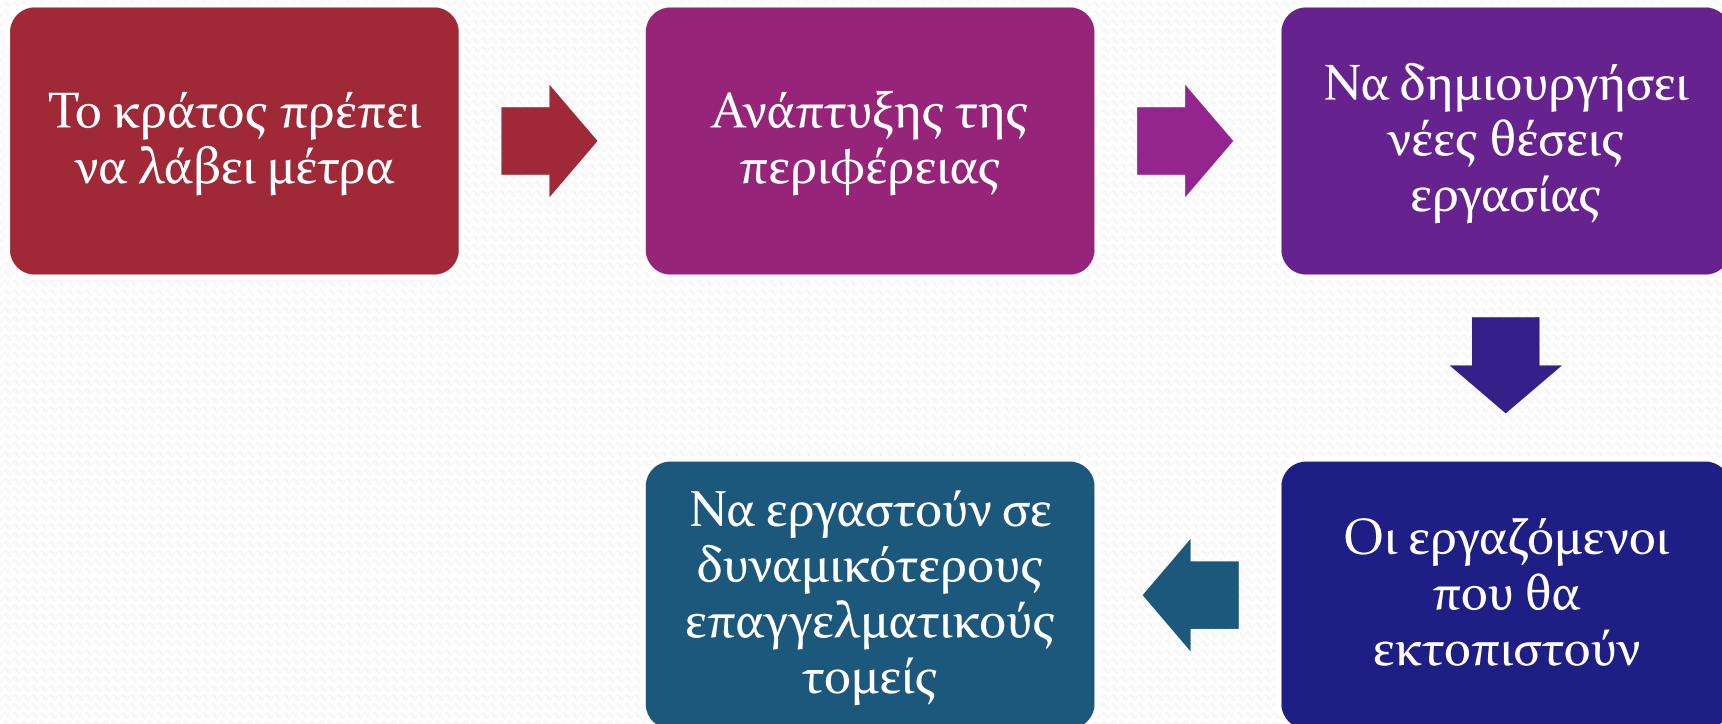 Το κράτος πρέπει
να λάβει μέτρα
Ανάπτυξης της
περιφέρειας
Να δημιουργήσει
νέες θέσεις
εργασίας
Οι εργαζόμενοι
που θα
εκτοπιστούν
Να εργαστούν σε
δυναμικότερους
επαγγελματικούς
τομείς